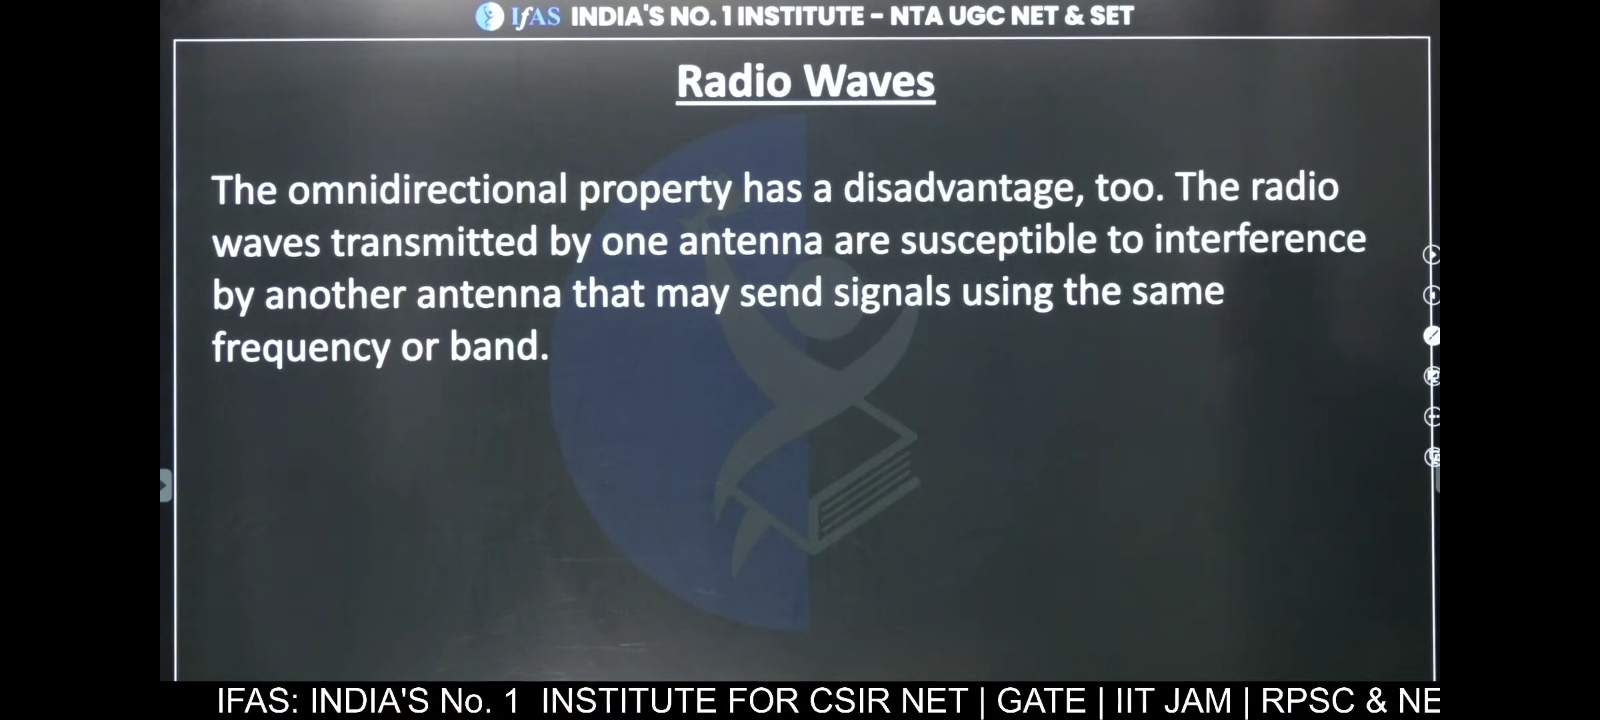 IfAS INDIA'S NO. 1 INSTITUTE - NTA UGC NET & SET
Radio Waves
The omnidirectional property has a disadvantage, too. The radio
waves transmitted by one antenna are susceptible to interference
by another antenna that may send signals using the same
frequency or band.
IFAS: INDIA'S No. 1 INSTITUTE FOR CSIR NET | GATE | IIT JAM | RPSC & NE